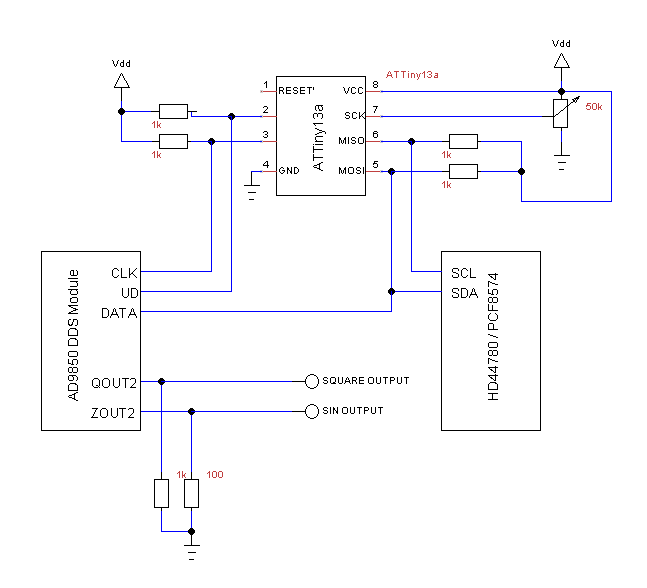 Vdd
Vdd
ATTiny13a
1 RESET' VCC 8
50k
2 SCK 7
1k
3 MISO 6
1k
1k
4 GND MOSI 5
1k
ATTiny13a
CLK
UD
DATA
QOUT2
ZOUT2
AD9850 DDS Module
SCL
SDA
HD44780 / PCF8574
SQUARE OUTPUT
SIN OUTPUT
1k 100